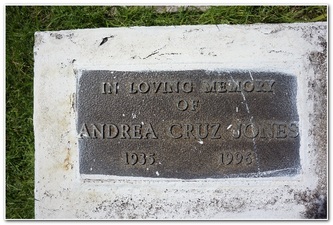 IN LOVING MEMORY
OF
ANDREA CRUZ JONES
1935 1996